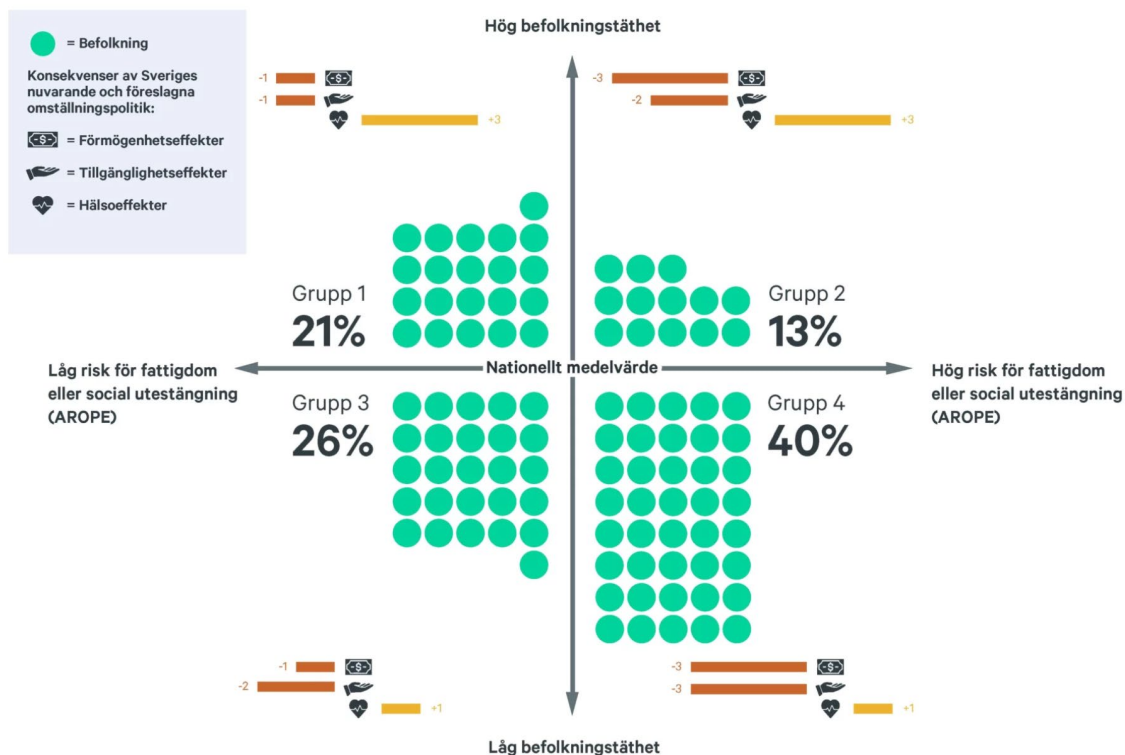 Hög befolkningstäthet
= Befolkning
Konsekvenser av Sveriges
nuvarande och föreslagna
omställningspolitik:
= Förmögenhetseffekter
= Tillgänglighetseffekter
= Hälsoeffekter
-1
-1
+3
-3
-2
+3
Grupp 1
21%
Grupp 2
13%
Låg risk för fattigdom
eller social utestängning
(AROPE)
Nationellt medelvärde
Hög risk för fattigdom
eller social utestängning
(AROPE)
Grupp 3
26%
Grupp 4
40%
-1
-2
+1
-3
-3
+1
Låg befolkningstäthet